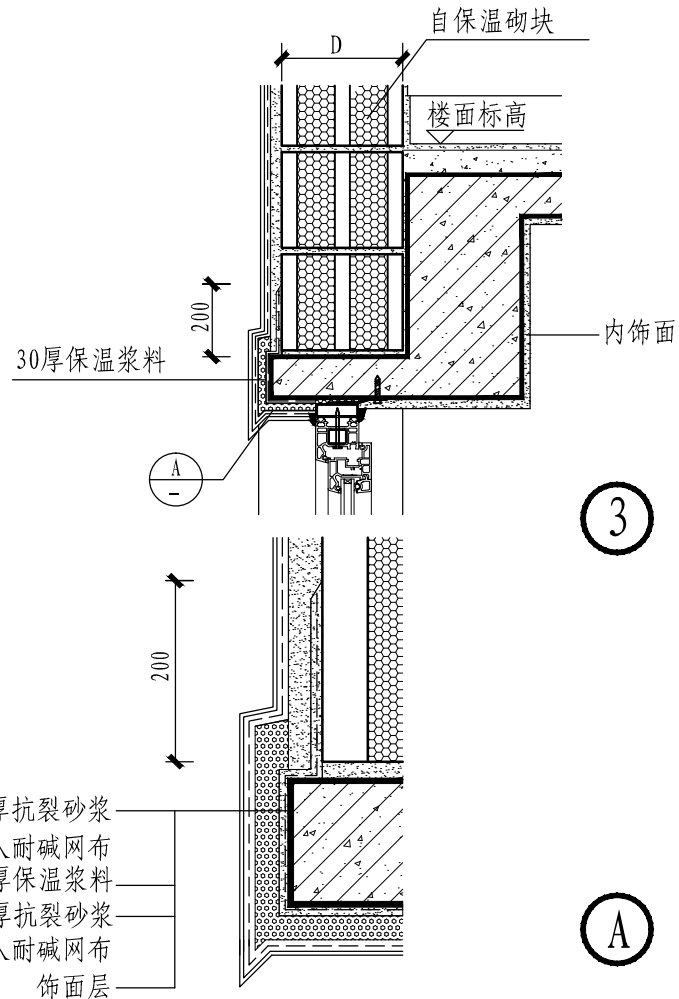 自保温砌块
D
楼面标高
200
内饰面
30厚保温浆料
A
-
3
200
厚抗裂砂浆
入耐碱网布
厚保温浆料
厚抗裂砂浆
入耐碱网布
饰面层
A